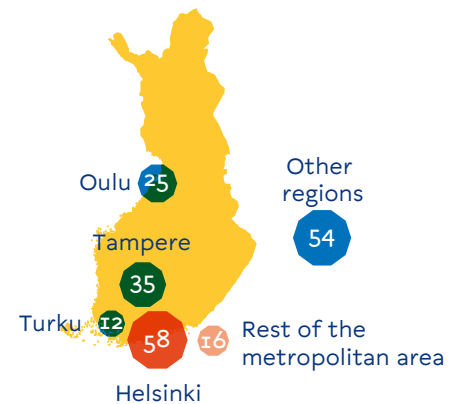 Oulu 25
Other
regions
54
Tampere
35
Turku 12
58
16
Rest of the
metropolitan area
Helsinki